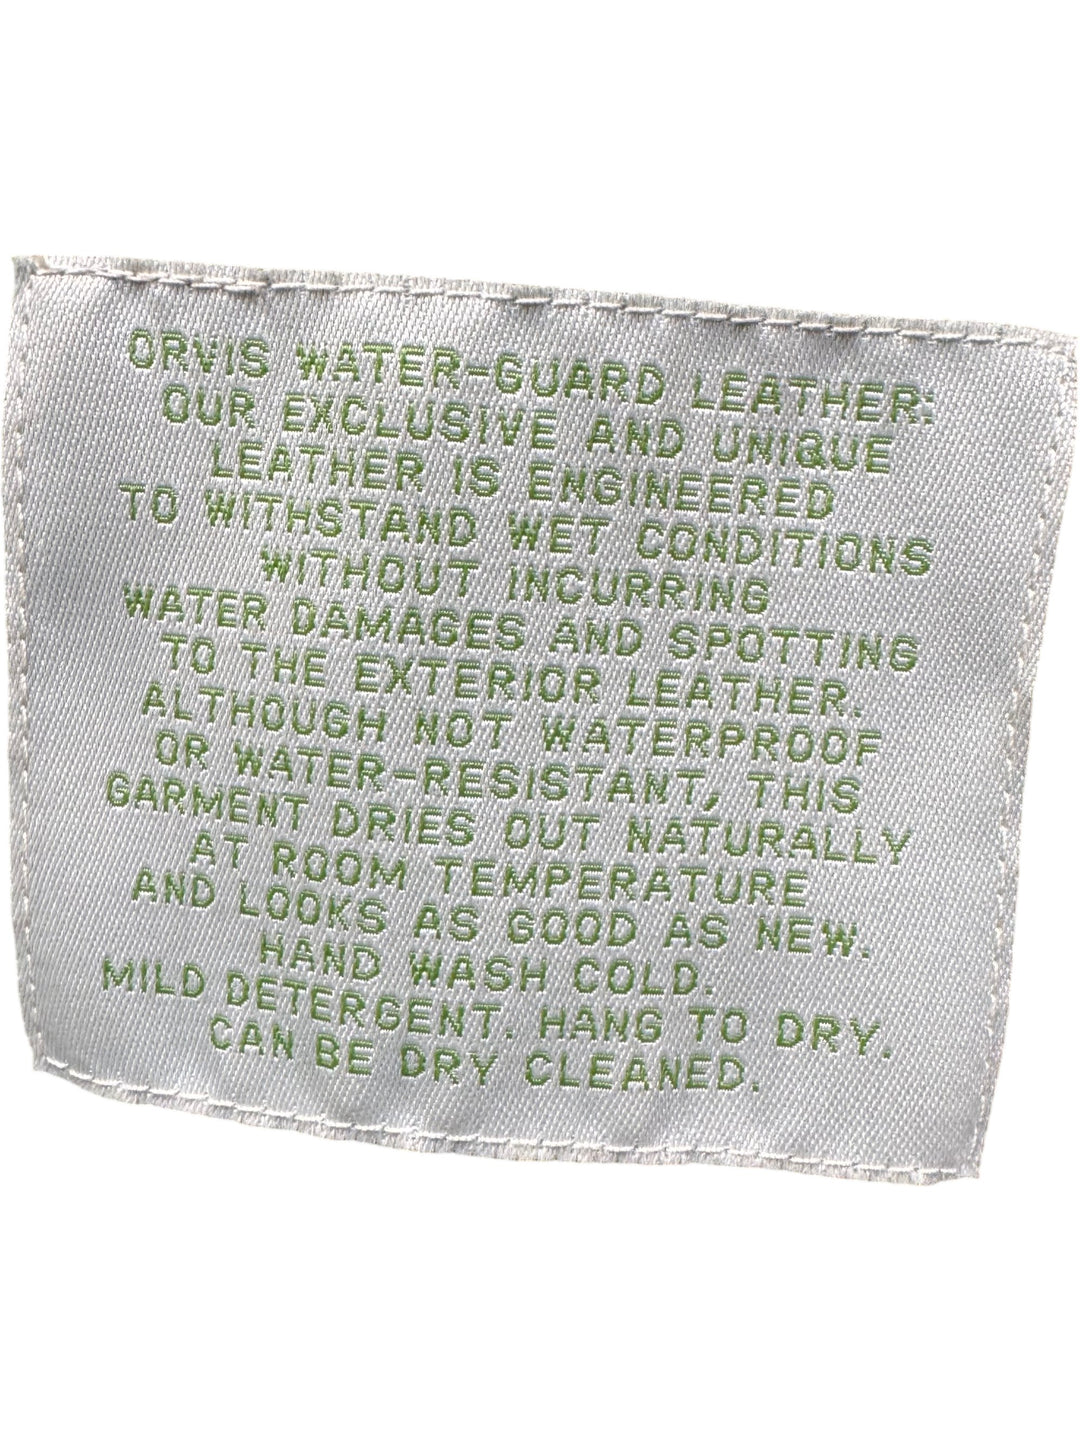 ORVIS WATER-GUARD LEATHER:
OUR EXCLUSIVE AND UNIQUE
LEATHER IS ENGINEERED
TO WITHSTAND WET CONDITIONS
WITHOUT INCURRING
WATER DAMAGES AND SPOTTING
TO THE EXTERIOR LEATHER.
ALTHOUGH NOT WATERPROOF
OR WATER-RESISTANT, THIS
GARMENT DRIES OUT NATURALLY
AT ROOM TEMPERATURE
AND LOOKS AS GOOD AS NEW.
HAND WASH COLD.
MILD DETERGENT. HANG TO DRY.
CAN BE DRY CLEANED.